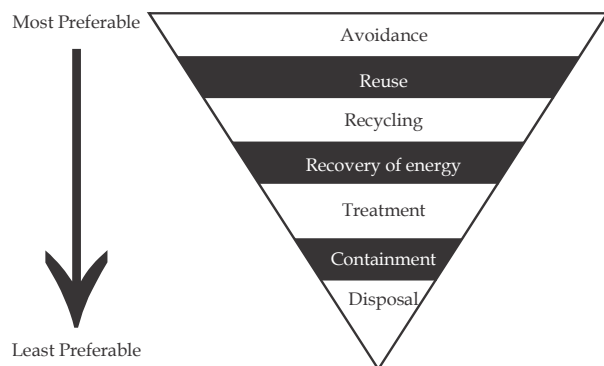 Most Preferable
Avoidance
Reuse
Recycling
Recovery of energy
Treatment
Containment
Disposal
Least Preferable